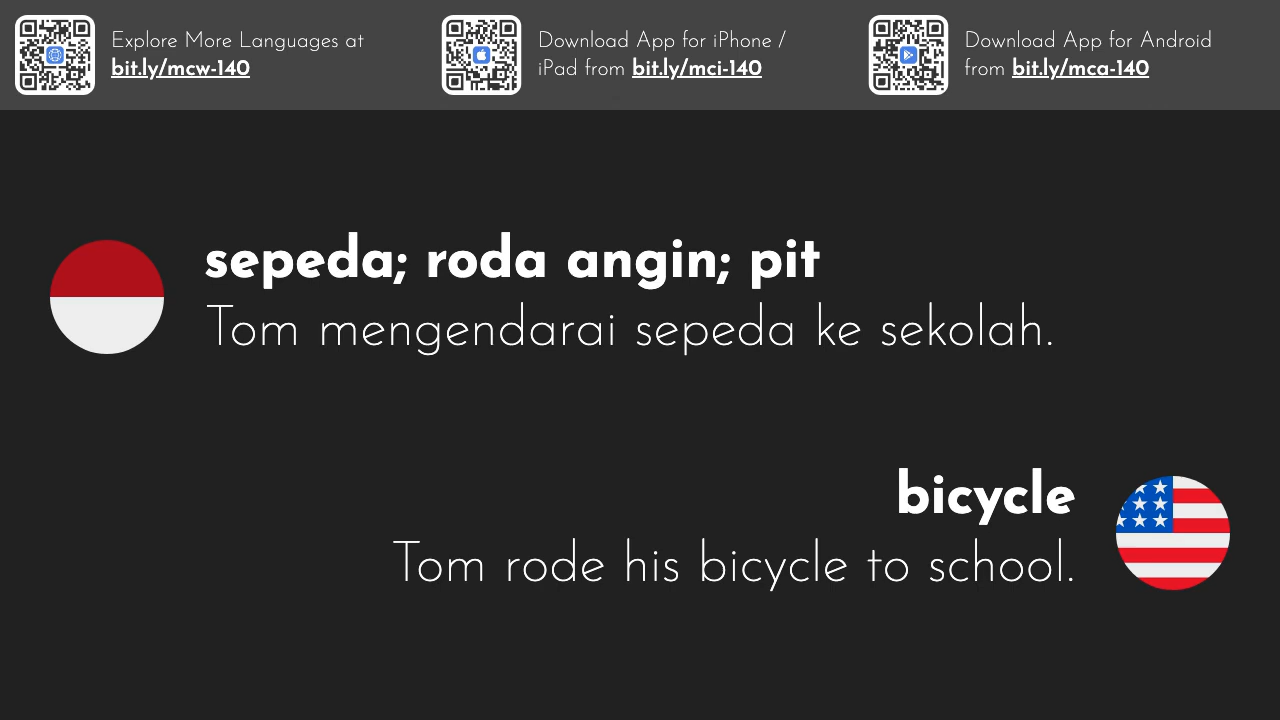 Explore More Languages at
bit.ly/mcw-140
Download App for iPhone /
iPad from bit.ly/mci-140
Download App for Android
from bit.ly/mca-140
sepeda; roda angin; pit
Tom mengendarai sepeda ke sekolah.
bicycle
Tom rode his bicycle to school.